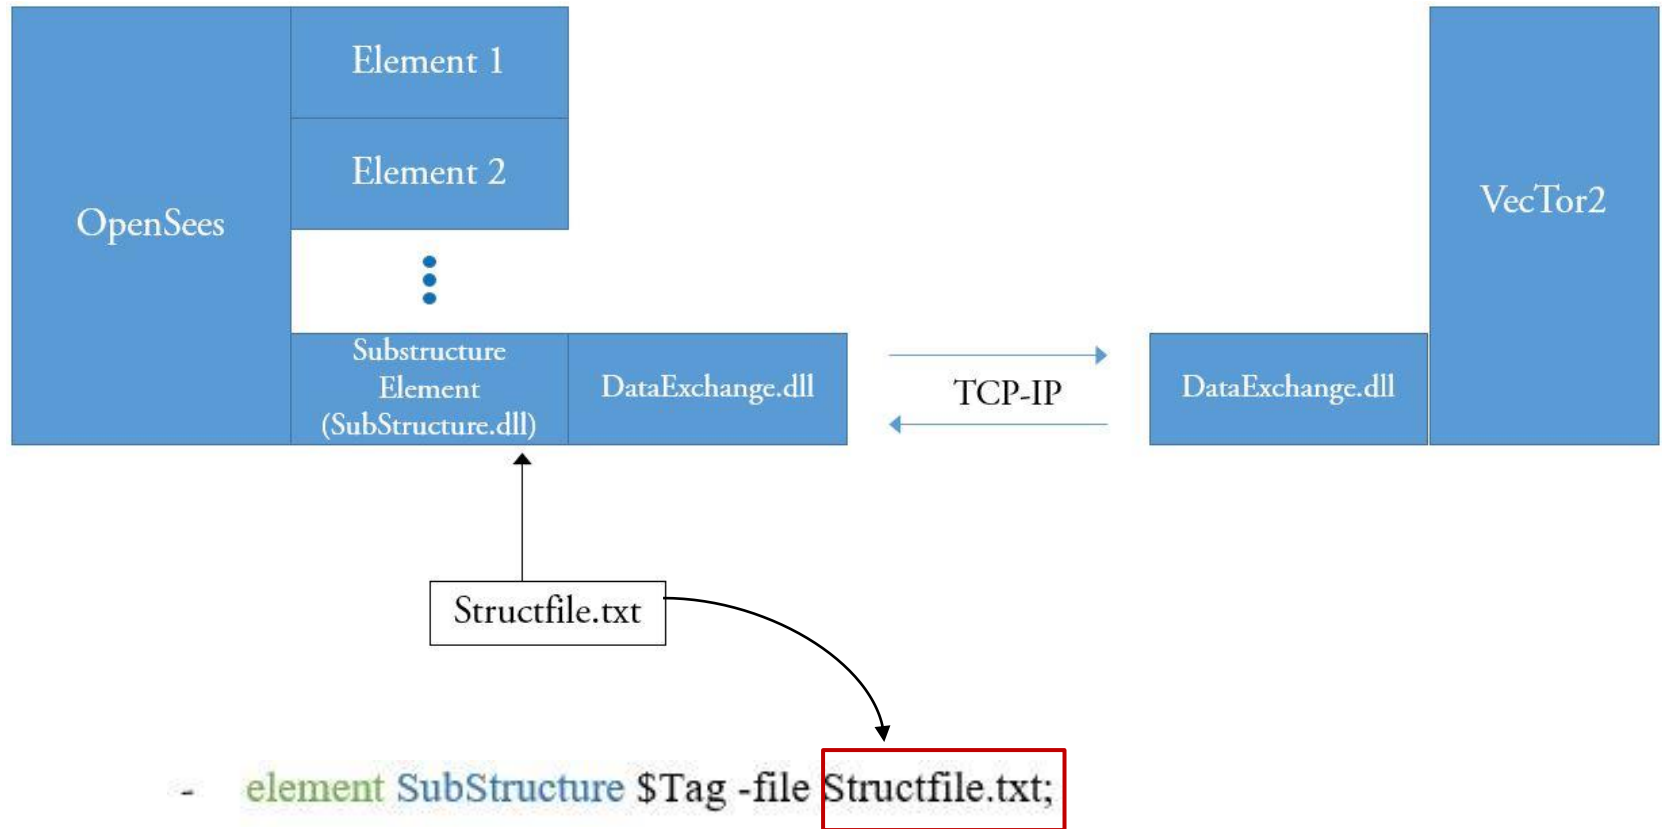 Element 1
Element 2
OpenSees
VecTor2
Substructure
Element
(SubStructure.dll)
DataExchange.dll
TCP-IP
DataExchange.dll
Structfile.txt
- element SubStructure $Tag -file Structfile.txt;